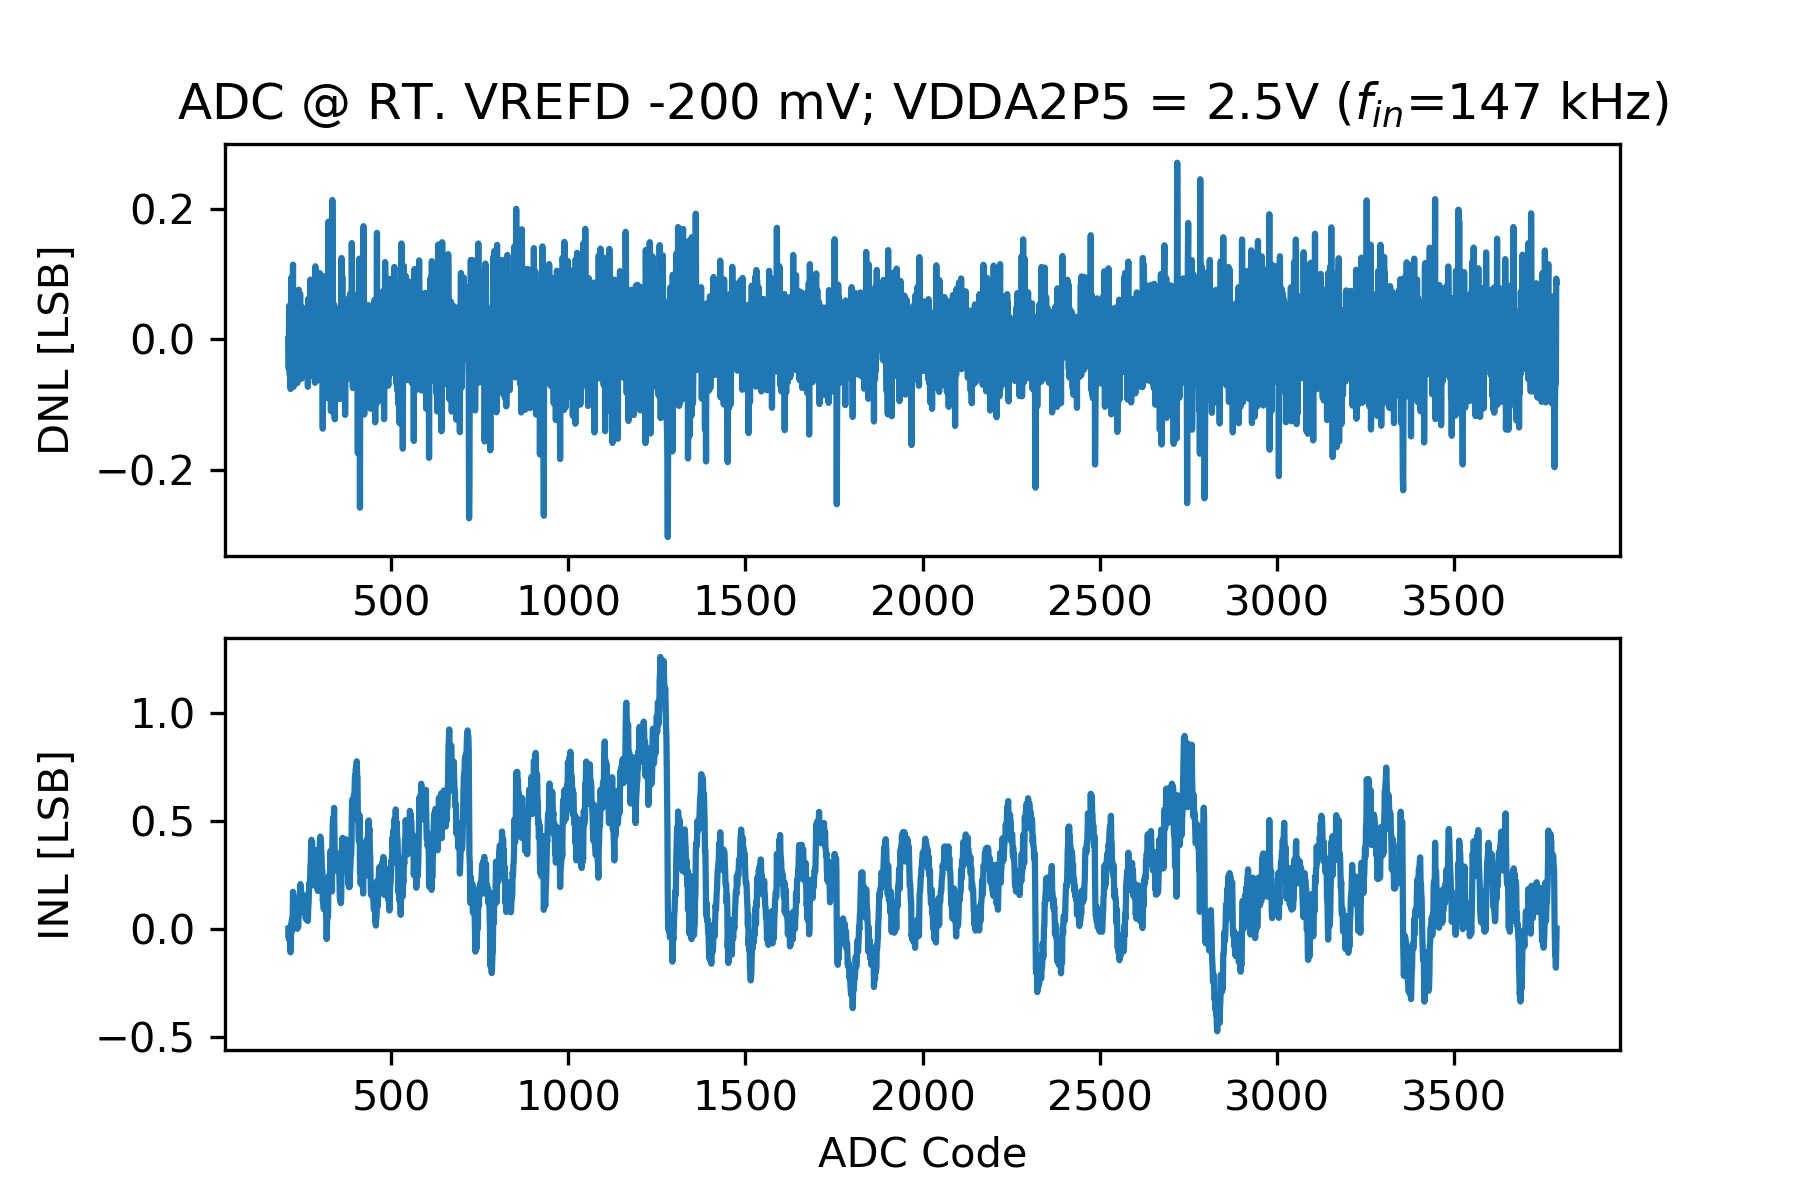 ADC @ RT. VREFD -200 mV; VDDA2P5 = 2.5V (fin=147 kHz)
DNL [LSB]
0.2
0.0
−0.2
500 1000 1500 2000 2500 3000 3500
INL [LSB]
1.0
0.5
0.0
−0.5
500 1000 1500 2000 2500 3000 3500
ADC Code